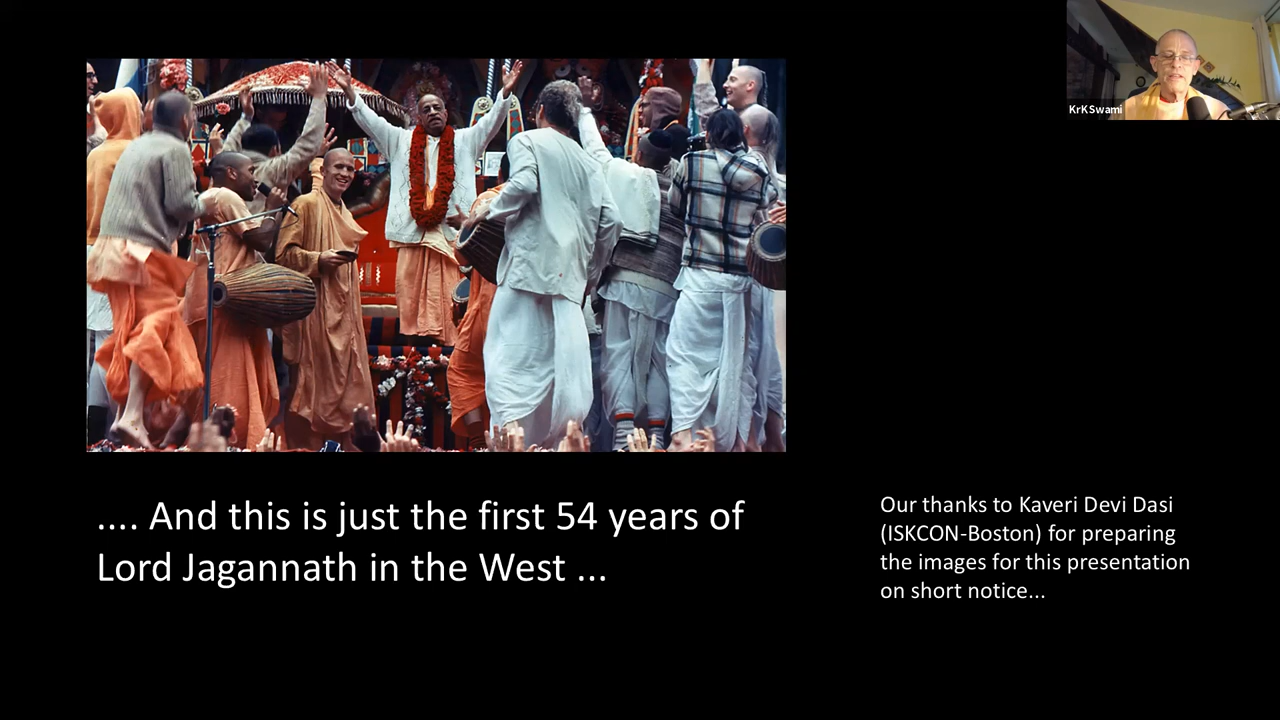 KrKSwami
.... And this is just the first 54 years of
Lord Jagannath in the West ...
Our thanks to Kaveri Devi Dasi
(ISKCON-Boston) for preparing
the images for this presentation
on short notice...